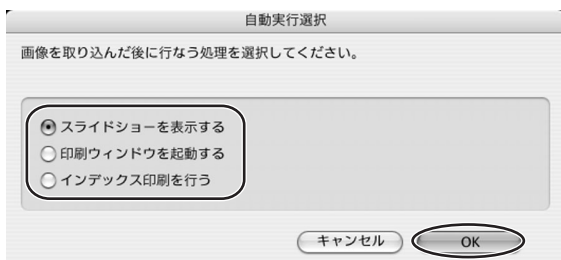 自動実行選択
画像を取り込んだ後に行なう処理を選択してください。
スライドショーを表示する
印刷ウィンドウを起動する
インデックス印刷を行う
キャンセル OK